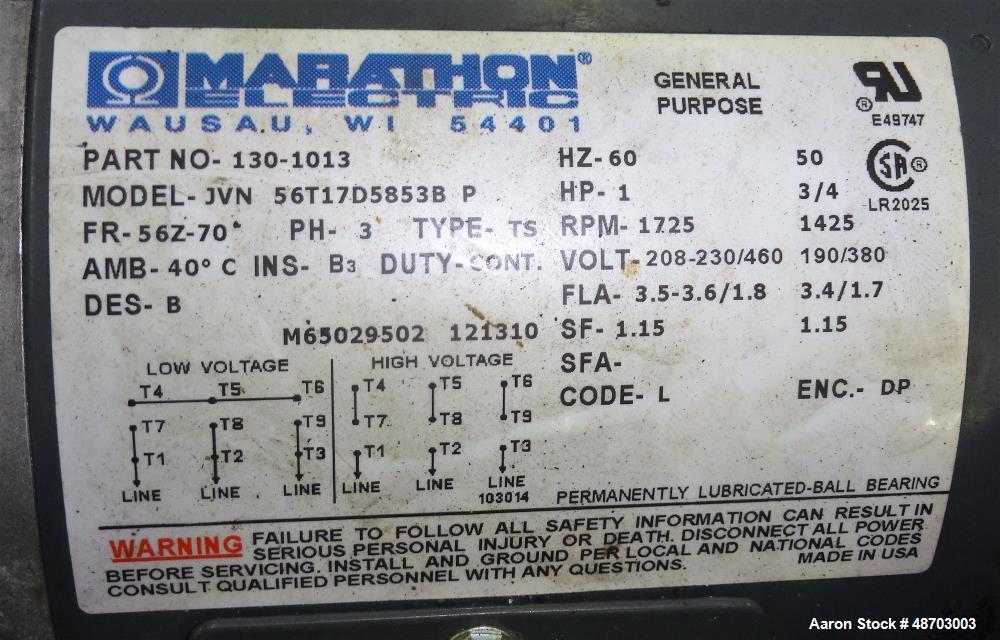 MARATHON®
ELECTRIC
WAUSAU, WI 54401
GENERAL
PURPOSE
®
E49747
SA ®
LR2025
PART NO- 130-1013
MODEL- JVN 56T17D5853B P
FR- 56Z-70* PH- 3 TYPE- TS
AMB- 40° C INS- B3 DUTY- CONT.
DES- B
M65029502 121310
HZ- 60 50
HP- 1 3/4
RPM- 1725 1425
VOLT- 208-230/460 190/380
FLA- 3.5-3.6/1.8 3.4/1.7
SF- 1.15 1.15
SFA-
CODE- L ENC.- DP
LOW VOLTAGE
T4 T5 T6
T7 T8 T9
T1 T2 T3
LINE LINE LINE
HIGH VOLTAGE
T4 T5 T6
T7 T8 T9
T1 T2 T3
LINE LINE LINE
103014
PERMANENTLY LUBRICATED-BALL BEARING
WARNING FAILURE TO FOLLOW ALL SAFETY INFORMATION CAN RESULT IN
SERIOUS PERSONAL INJURY OR DEATH. DISCONNECT ALL POWER
BEFORE SERVICING. INSTALL AND GROUND PER LOCAL AND NATIONAL CODES
CONSULT QUALIFIED PERSONNEL WITH ANY QUESTIONS.
MADE IN USA
Aaron Stock # 48703003